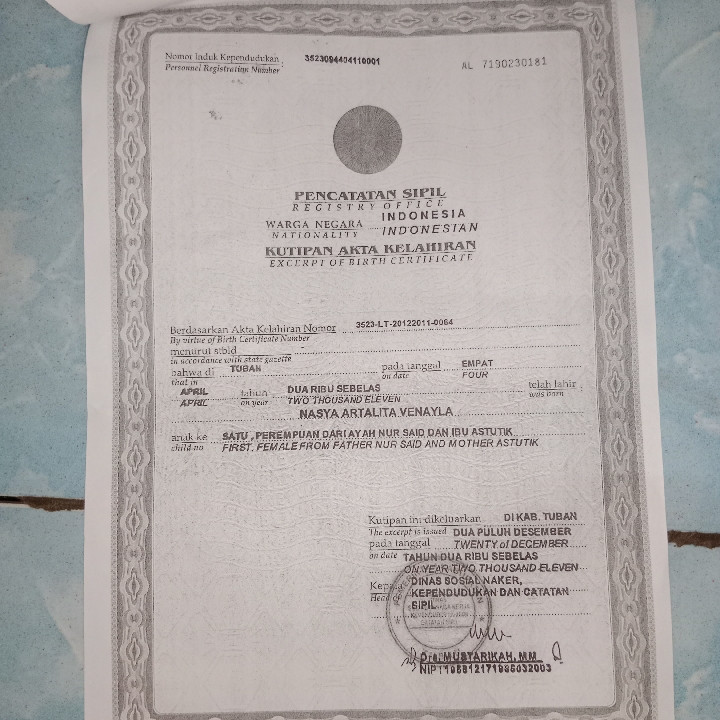 Nomor Induk Kependudukan : 3523094404110001
Personnel Registration Number
AL 7190230181
PENCATATAN SIPIL
REGISTRY OFFICE
WARGA NEGARA INDONESIA
NATIONALITY INDONESIAN
KUTIPAN AKTA KELAHIRAN
EXCERPT OF BIRTH CERTIFICATE
Berdasarkan Akta Kelahiran Nomor 3523-LT-20122011-0064
By virtue of Birth Certificate Number
menurut stbld
in accordance with state gazette
bahwa di TUBAN pada tanggal EMPAT
that in on date FOUR
APRIL tahun DUA RIBU SEBELAS telah lahir
APRIL on year TWO THOUSAND ELEVEN was born
NASYA ARTALITA VENAYLA
anak ke SATU, PEREMPUAN DARI AYAH NUR SAID DAN IBU ASTUTIK
child no FIRST, FEMALE FROM FATHER NUR SAID AND MOTHER ASTUTIK
Kutipan ini dikeluarkan DI KAB. TUBAN
The excerpt is issued DUA PULUH DESEMBER
pada tanggal TWENTY of DECEMBER
on date TAHUN DUA RIBU SEBELAS
ON YEAR TWO THOUSAND ELEVEN
Kepala DINAS SOSIAL NAKER,
Head of KEPENDUDUKAN DAN CATATAN
SIPIL
Dra. MUSTARIKAH, MM
NIP